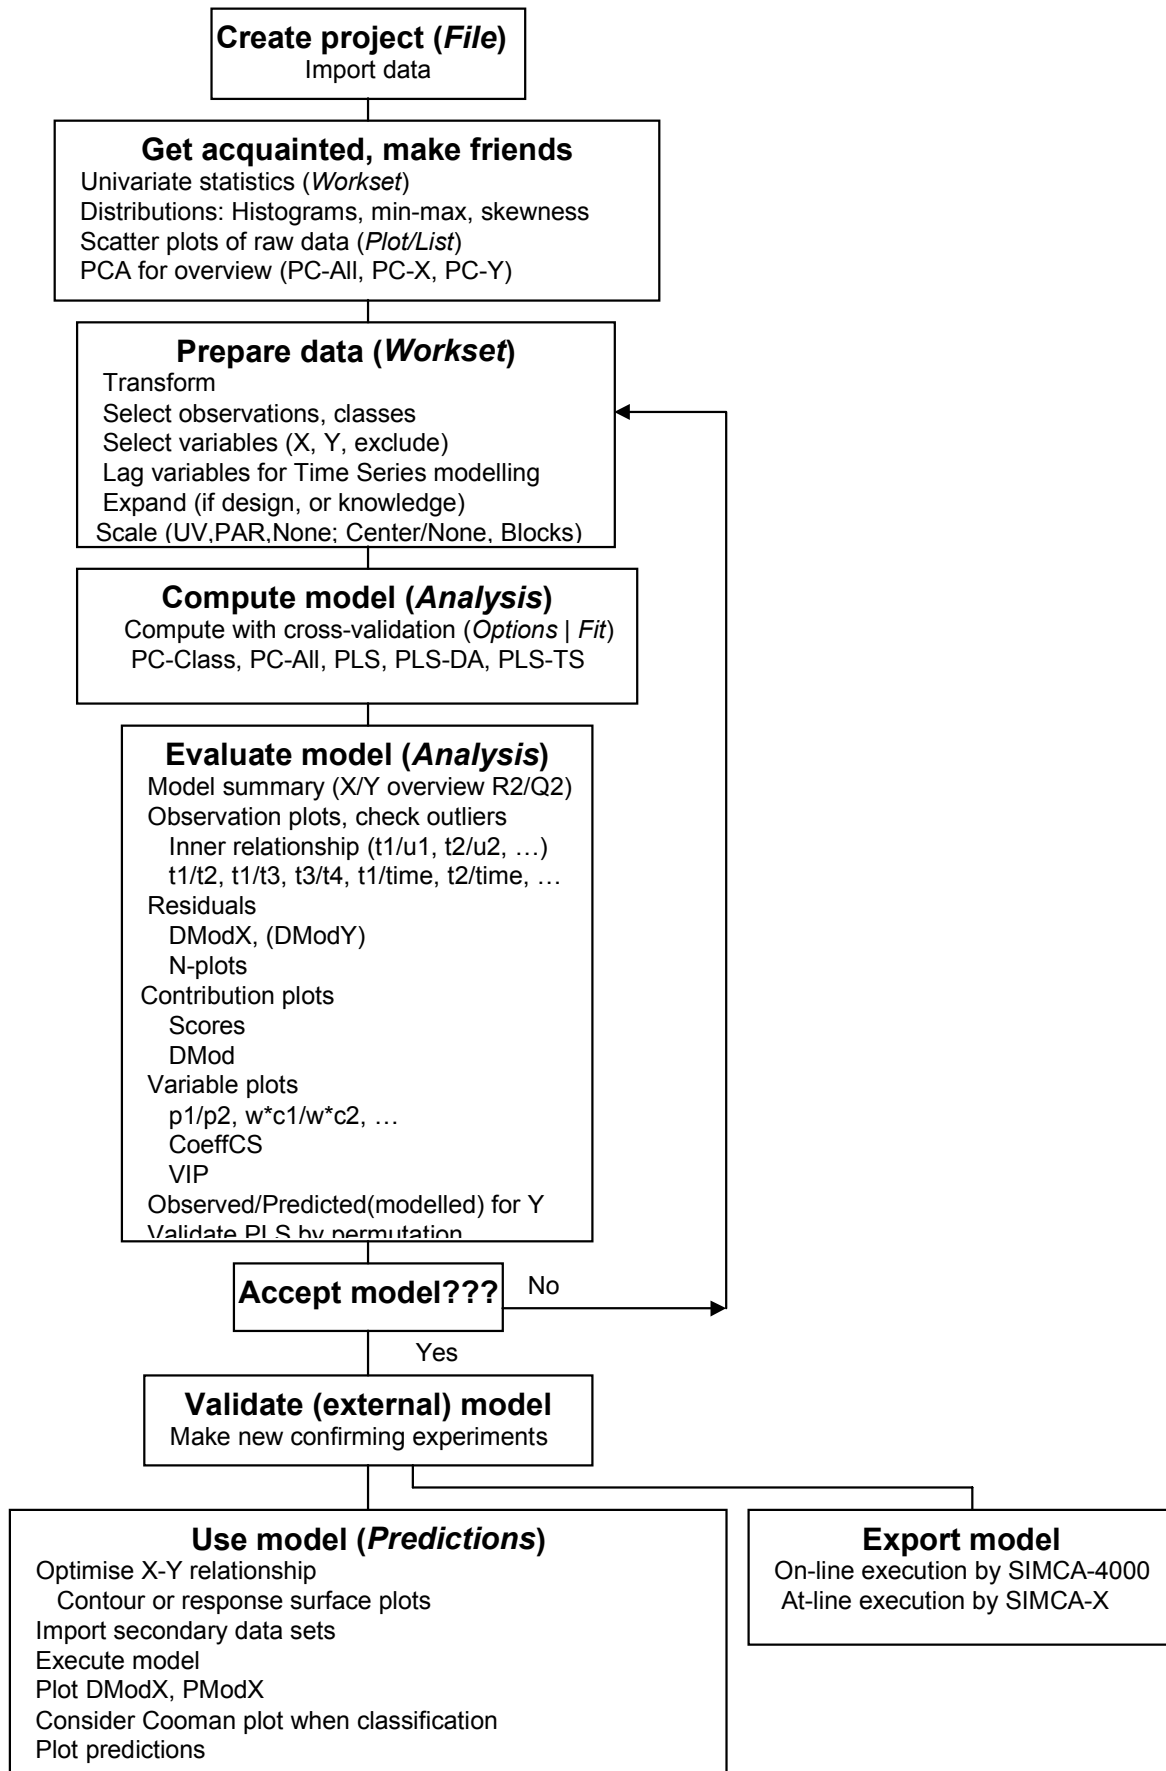 Create project (File)
Import data
Get acquainted, make friends
Univariate statistics (Workset)
Distributions: Histograms, min-max, skewness
Scatter plots of raw data (Plot/List)
PCA for overview (PC-All, PC-X, PC-Y)
Prepare data (Workset)
Transform
Select observations, classes
Select variables (X, Y, exclude)
Lag variables for Time Series modelling
Expand (if design, or knowledge)
Scale (UV,PAR,None; Center/None, Blocks)
Compute model (Analysis)
Compute with cross-validation (Options | Fit)
PC-Class, PC-All, PLS, PLS-DA, PLS-TS
Evaluate model (Analysis)
Model summary (X/Y overview R2/Q2)
Observation plots, check outliers
Inner relationship (t1/u1, t2/u2, …)
t1/t2, t1/t3, t3/t4, t1/time, t2/time, …
Residuals
DModX, (DModY)
N-plots
Contribution plots
Scores
DMod
Variable plots
p1/p2, w*c1/w*c2, …
CoeffCS
VIP
Observed/Predicted(modelled) for Y
Validate PLS by permutation
Accept model???
No
Yes
Validate (external) model
Make new confirming experiments
Use model (Predictions)
Optimise X-Y relationship
Contour or response surface plots
Import secondary data sets
Execute model
Plot DModX, PModX
Consider Cooman plot when classification
Plot predictions
Export model
On-line execution by SIMCA-4000
At-line execution by SIMCA-X